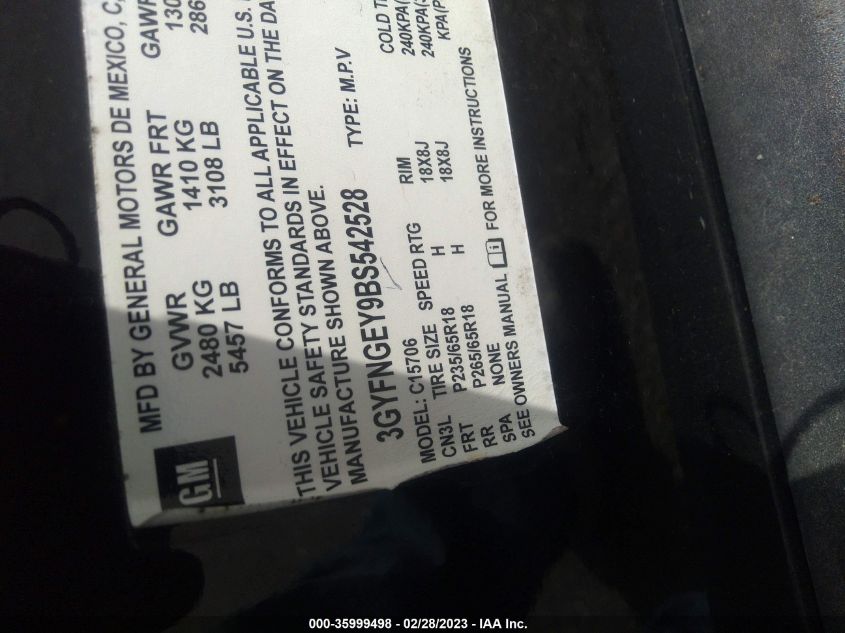 MFD BY GENERAL MOTORS DE MEXICO, C,
GVWR GAWR FRT GAWR
2480 KG 1410 KG 130
5457 LB 3108 LB 286
THIS VEHICLE CONFORMS TO ALL APPLICABLE U.S.
VEHICLE SAFETY STANDARDS IN EFFECT ON THE DA
MANUFACTURE SHOWN ABOVE.
3GYFNGEY9BS542528 TYPE: M.P.V
MODEL: C15706
CN3L TIRE SIZE SPEED RTG RIM COLD T
FRT P235/65R18 H 18X8J 240KPA(
RR P265/65R18 H 18X8J 240KPA(
SPA NONE KPA(P
SEE OWNERS MANUAL FOR MORE INSTRUCTIONS
GM
000-35999498 - 02/28/2023 - IAA Inc.